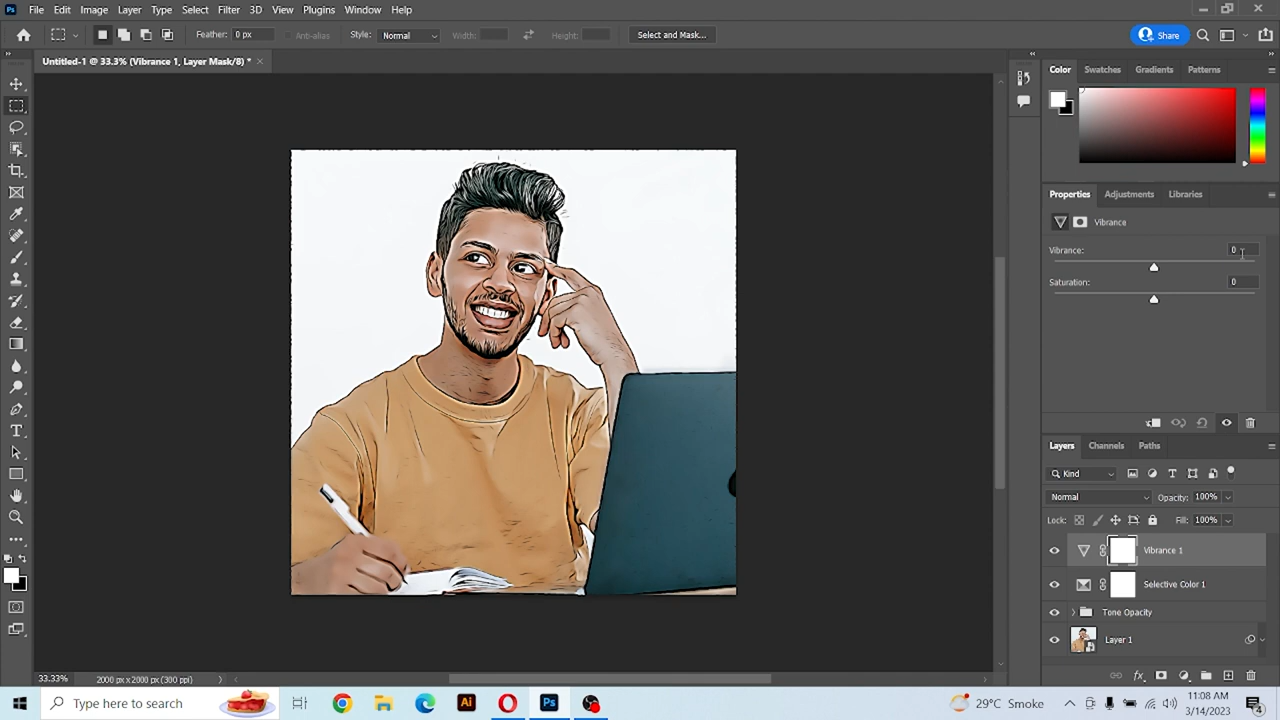 Ps File Edit Image Layer Type Select Filter 3D View Plugins Window Help
Feather: 0 px Anti-alias Style: Normal Width: Height: Select and Mask... Share
Untitled-1 @ 33.3% (Vibrance 1, Layer Mask/8) * ×
Color Swatches Gradients Patterns
Properties Adjustments Libraries
Vibrance
Vibrance: 0
Saturation: 0
Layers Channels Paths
Kind
Normal Opacity: 100%
Lock: Fill: 100%
Vibrance 1
Selective Color 1
Tone Opacity
Layer 1
33.33% 2000 px x 2000 px (300 ppi)
Type here to search Ai Ps 29°C Smoke 11:08 AM
3/14/2023 4